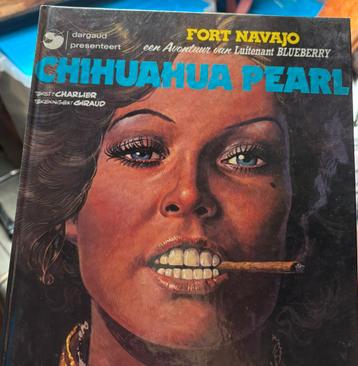 dargaud
presenteert
FORT NAVAJO
een Avontuur van Luitenant BLUEBERRY
CHIHUAHUA PEARL
TEKST: CHARLIER
TEKENINGEN: GIRAUD